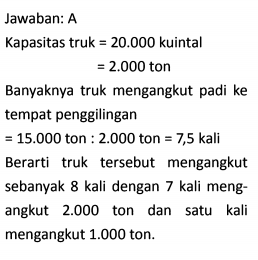 Jawaban: A
Kapasitas truk = 20.000 kuintal
= 2.000 ton
Banyaknya truk mengangkut padi ke
tempat penggilingan
= 15.000 ton : 2.000 ton = 7,5 kali
Berarti truk tersebut mengangkut
sebanyak 8 kali dengan 7 kali meng-
angkut 2.000 ton dan satu kali
mengangkut 1.000 ton.